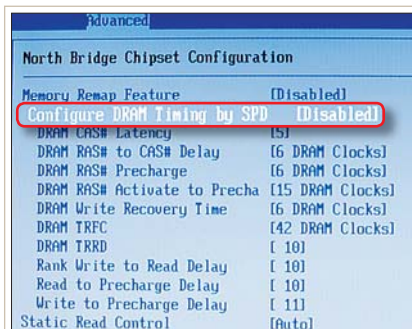 Advanced
North Bridge Chipset Configuration
Memory Remap Feature [Disabled]
Configure DRAM Timing by SPD [Disabled]
DRAM CAS# Latency [5]
DRAM RAS# to CAS# Delay [6 DRAM Clocks]
DRAM RAS# Precharge [6 DRAM Clocks]
DRAM RAS# Activate to Precha [15 DRAM Clocks]
DRAM Write Recovery Time [6 DRAM Clocks]
DRAM TRFC [42 DRAM Clocks]
DRAM TRRD [ 10]
Rank Write to Read Delay [ 10]
Read to Precharge Delay [ 10]
Write to Precharge Delay [ 11]
Static Read Control [Auto]